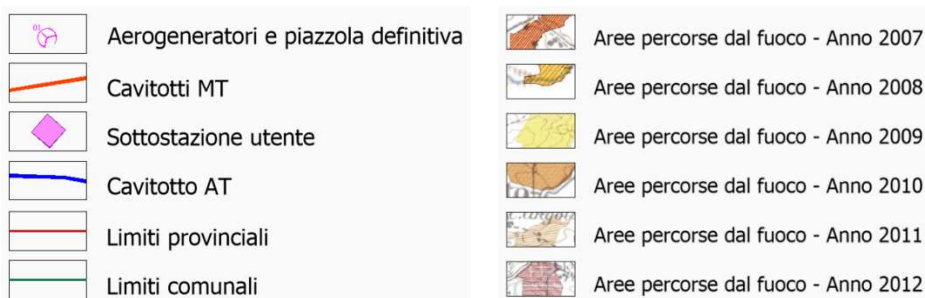 Aerogeneratori e piazzola definitiva
Cavitotti MT
Sottostazione utente
Cavitotto AT
Limiti provinciali
Limiti comunali
Aree percorse dal fuoco - Anno 2007
Aree percorse dal fuoco - Anno 2008
Aree percorse dal fuoco - Anno 2009
Aree percorse dal fuoco - Anno 2010
Aree percorse dal fuoco - Anno 2011
Aree percorse dal fuoco - Anno 2012